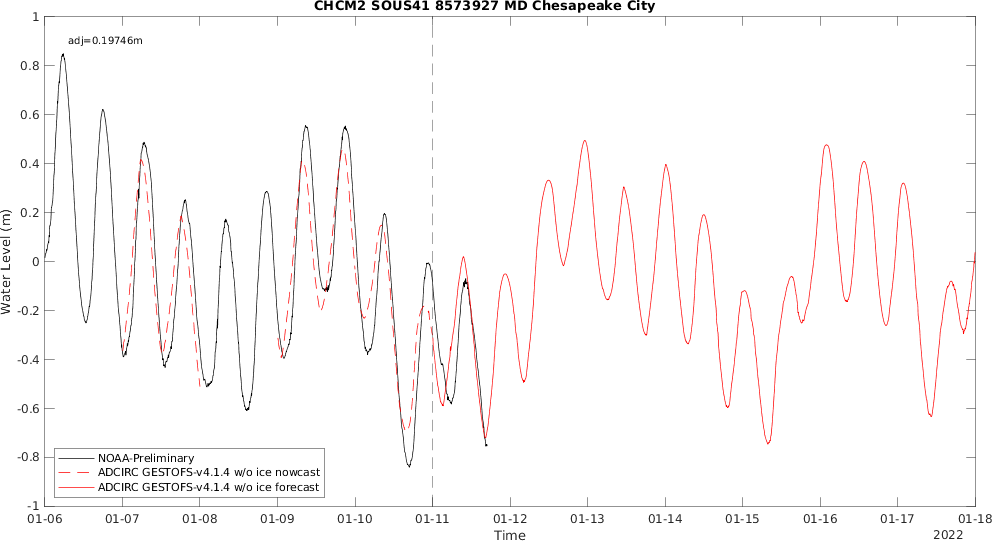 CHCM2 SOUS41 8573927 MD Chesapeake City
adj=0.19746m
1
0.8
0.6
0.4
0.2
0
-0.2
-0.4
-0.6
-0.8
-1
Water Level (m)
NOAA-Preliminary
ADCIRC GESTOFS-v4.1.4 w/o ice nowcast
ADCIRC GESTOFS-v4.1.4 w/o ice forecast
01-06 01-07 01-08 01-09 01-10 01-11 01-12 01-13 01-14 01-15 01-16 01-17 01-18
Time
2022